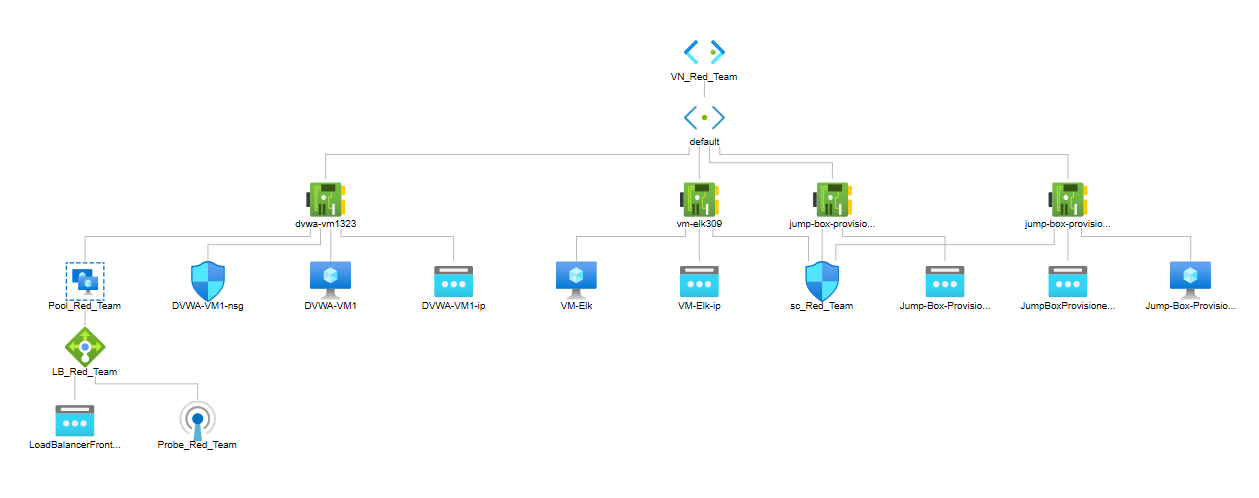 VN_Red_Team
default
dvwa-vm1323
vm-elk309
jump-box-provisio...
jump-box-provisio...
Pool_Red_Team
DVWA-VM1-nsg
DVWA-VM1
DVWA-VM1-ip
VM-Elk
VM-Elk-ip
sc_Red_Team
Jump-Box-Provisio...
JumpBoxProvisione...
Jump-Box-Provisio...
LB_Red_Team
LoadBalancerFront...
Probe_Red_Team